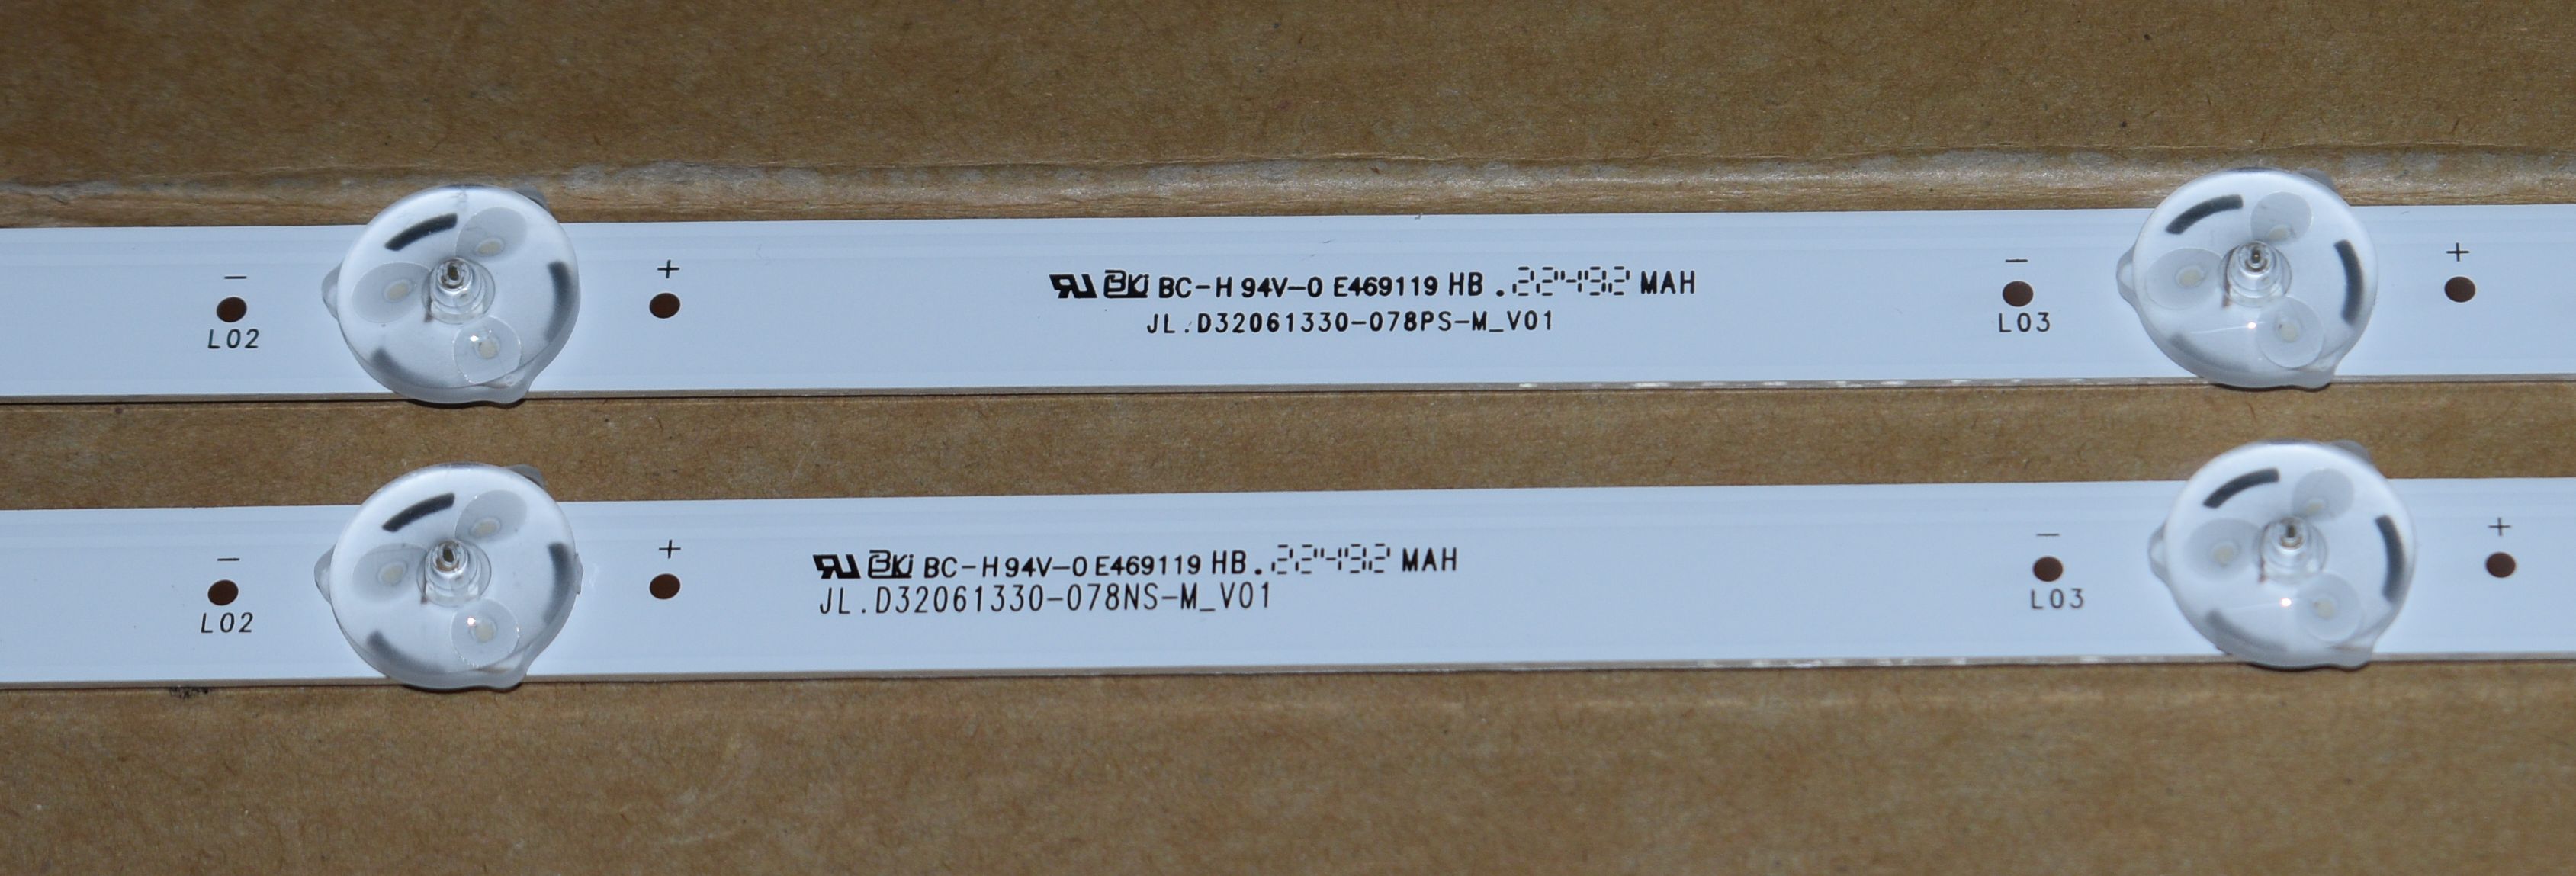 − + BC-H 94V-0 E469119 HB . MAH − +
L02 JL.D32061330-078PS-M_V01 L03
− + BC-H 94V-0 E469119 HB. MAH − +
L02 JL.D32061330-078NS-M_V01 L03